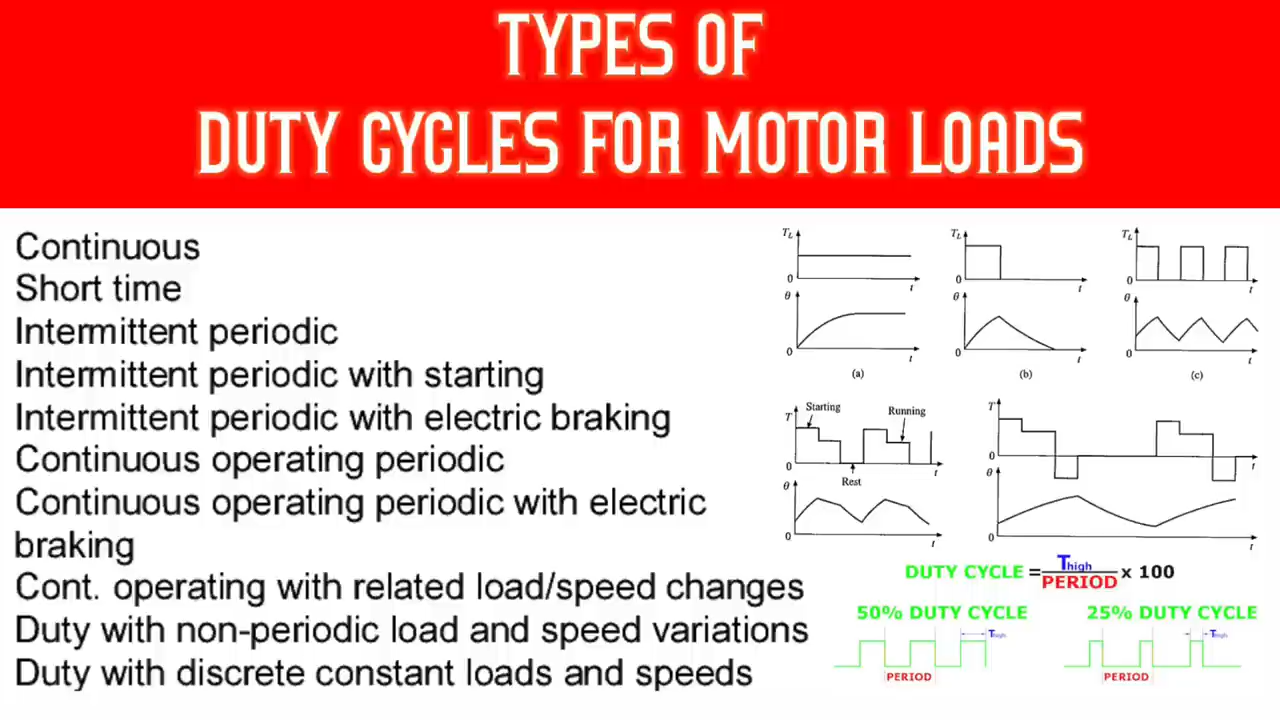 TYPES OF
DUTY CYCLES FOR MOTOR LOADS
Continuous
Short time
Intermittent periodic
Intermittent periodic with starting
Intermittent periodic with electric braking
Continuous operating periodic
Continuous operating periodic with electric
braking
Cont. operating with related load/speed changes
Duty with non-periodic load and speed variations
Duty with discrete constant loads and speeds
TL
0
t
θ
0
t
(a)
TL
0
t
θ
0
t
(b)
TL
0
t
θ
0
t
(c)
T
Starting
Running
0
t
Rest
θ
0
t
T
0
t
θ
0
t
DUTY CYCLE = Thigh
PERIOD x 100
50% DUTY CYCLE
Thigh
PERIOD
25% DUTY CYCLE
Thigh
PERIOD